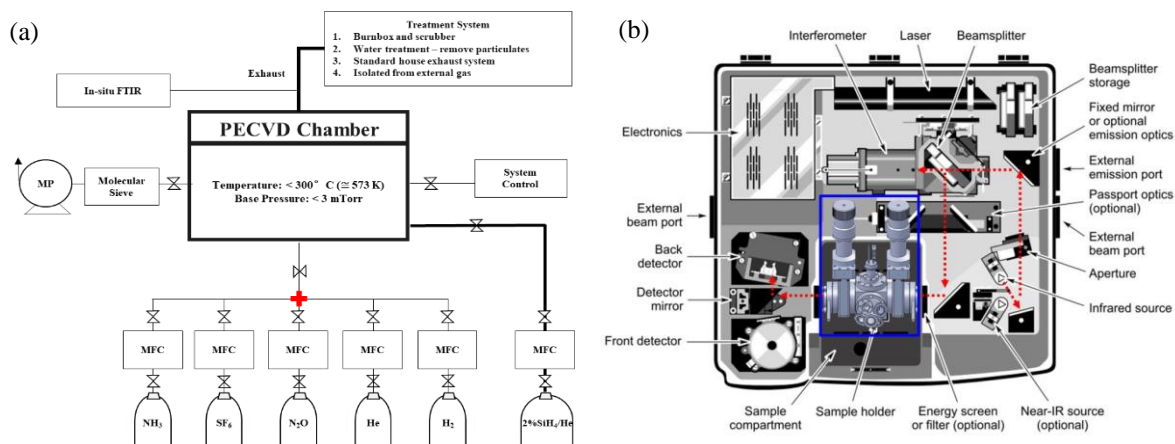 (a)
Treatment System
1. Burnbox and scrubber
2. Water treatment – remove particulates
3. Standard house exhaust system
4. Isolated from external gas
Exhaust
In-situ FTIR
PECVD Chamber
Temperature: < 300° C (≅ 573 K)
Base Pressure: < 3 mTorr
MP
Molecular
Sieve
System
Control
MFC
MFC
MFC
MFC
MFC
MFC
NH3
SF6
N2O
He
H2
2%SiH4/He
(b)
Interferometer
Laser
Beamsplitter
Beamsplitter
storage
Fixed mirror
or optional
emission optics
External
emission port
Passport optics
(optional)
External
beam port
Aperture
Infrared source
Near-IR source
(optional)
Energy screen
or filter (optional)
Sample holder
Sample
compartment
Front detector
Detector
mirror
Back
detector
External
beam port
Electronics